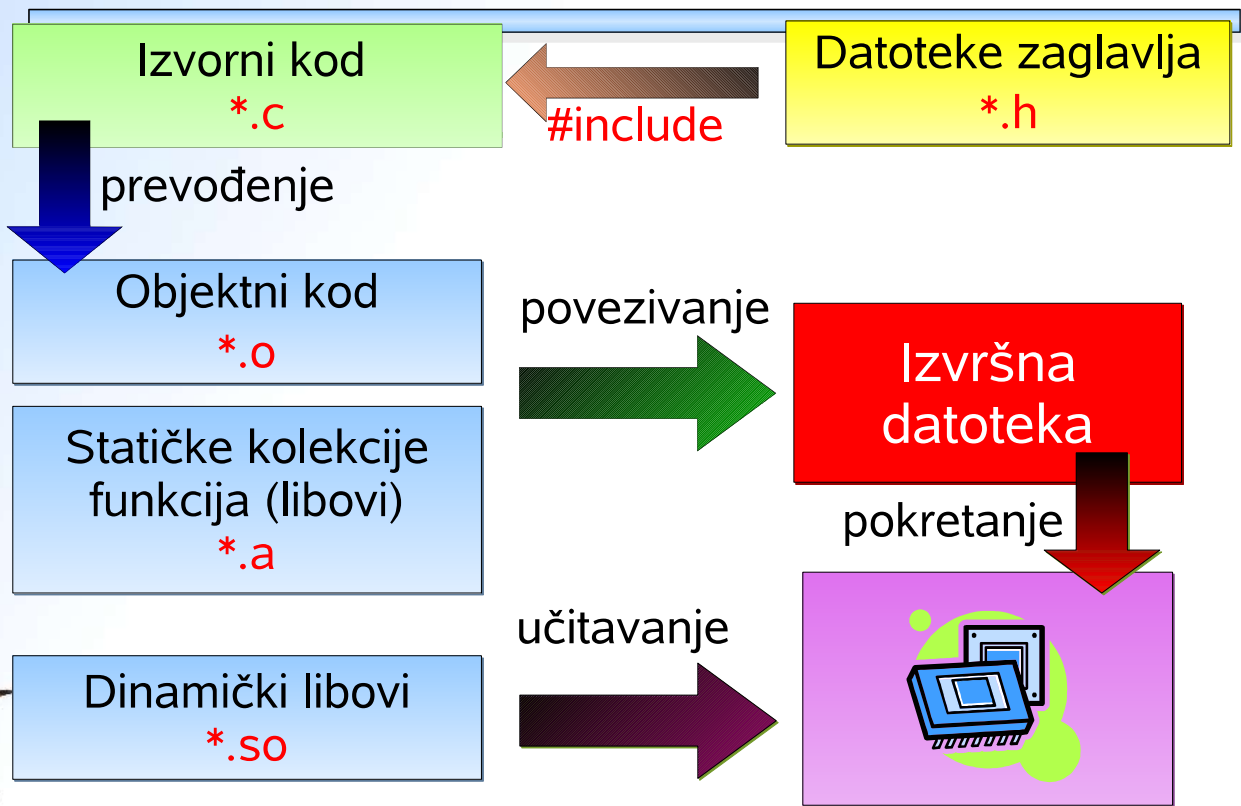 Izvorni kod
*.c
#include
Datoteke zaglavlja
*.h
prevođenje
Objektni kod
*.o
povezivanje
Izvršna
datoteka
Statičke kolekcije
funkcija (libovi)
*.a
pokretanje
učitavanje
Dinamički libovi
*.so